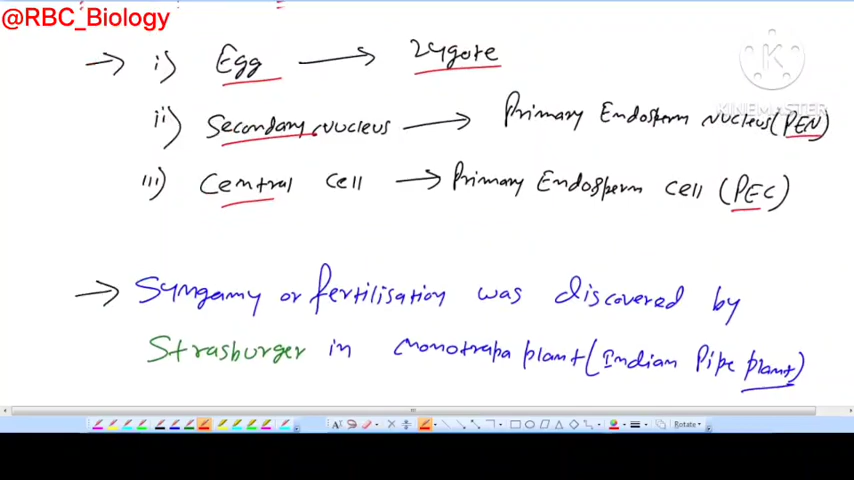 @RBC_Biology
→ i) Egg → Zygote
KINEMASTER
ii) Secondary nucleus → Primary Endosperm nucleus (PEN)
iii) Central cell → Primary Endosperm cell (PEC)
→ Syngamy or fertilisation was discovered by
Strasburger in monotrapa plant (Indian Pipe plant)
Rotate